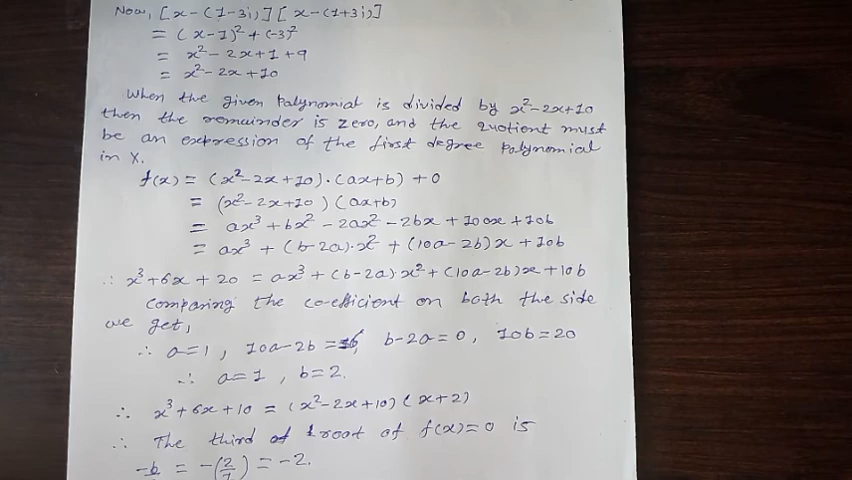 Now, [x-(1-3i)][x-(1+3i)]
= (x-1)² + (-3)²
= x² - 2x + 1 + 9
= x² - 2x + 10
When the given Palynomial is divided by x²-2x+10
then the remainder is zero, and the quotient must
be an expression of the first degree Polynomial
in x.
f(x) = (x²-2x+10).(ax+b) + 0
= (x²-2x+10)(ax+b)
= ax³ + bx² - 2ax² - 2bx + 10ax + 10b
= ax³ + (b-2a).x² + (10a-2b)x + 10b
∴ x³+6x+20 = ax³+(b-2a).x²+(10a-2b)x+10b
Comparing the co-efficient on both the side
we get,
∴ a=1, 10a-2b = 6, b-2a=0, 10b=20
∴ a=1, b=2.
∴ x³+6x+10 = (x²-2x+10)(x+2)
∴ The third root of f(x)=0 is
-b = -(2/1) = -2.